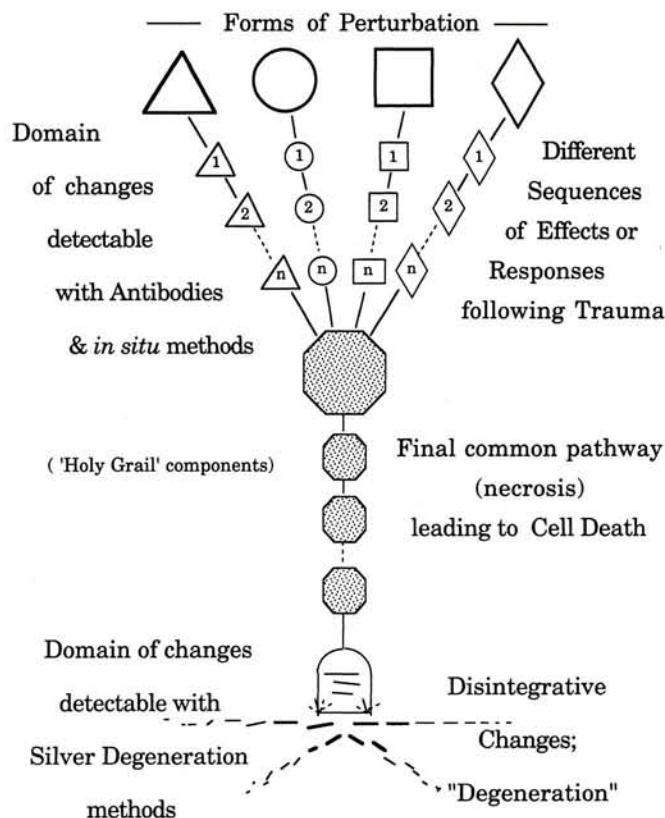 Forms of Perturbation
Domain
of changes
detectable
with Antibodies
& in situ methods
1
2
n
1
2
n
1
2
n
1
2
n
Different
Sequences
of Effects or
Responses
following Trauma
( 'Holy Grail' components)
Final common pathway
(necrosis)
leading to Cell Death
Domain of changes
detectable with
Silver Degeneration
methods
Disintegrative
Changes;
"Degeneration"